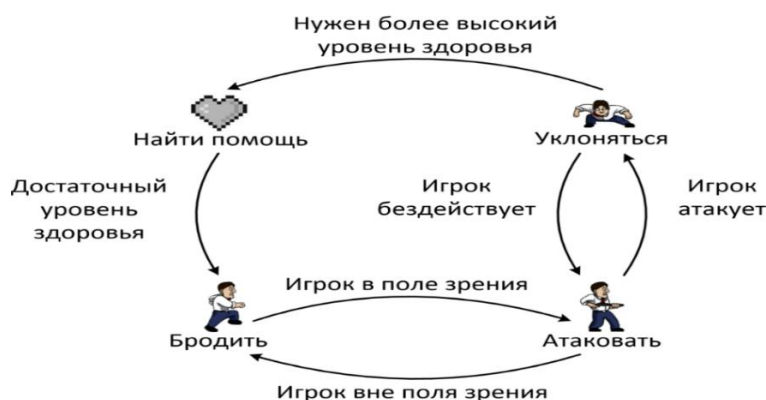 Нужен более высокий
уровень здоровья
Найти помощь
Уклоняться
Достаточный
уровень
здоровья
Игрок
бездействует
Игрок
атакует
Игрок в поле зрения
Бродить
Атаковать
Игрок вне поля зрения